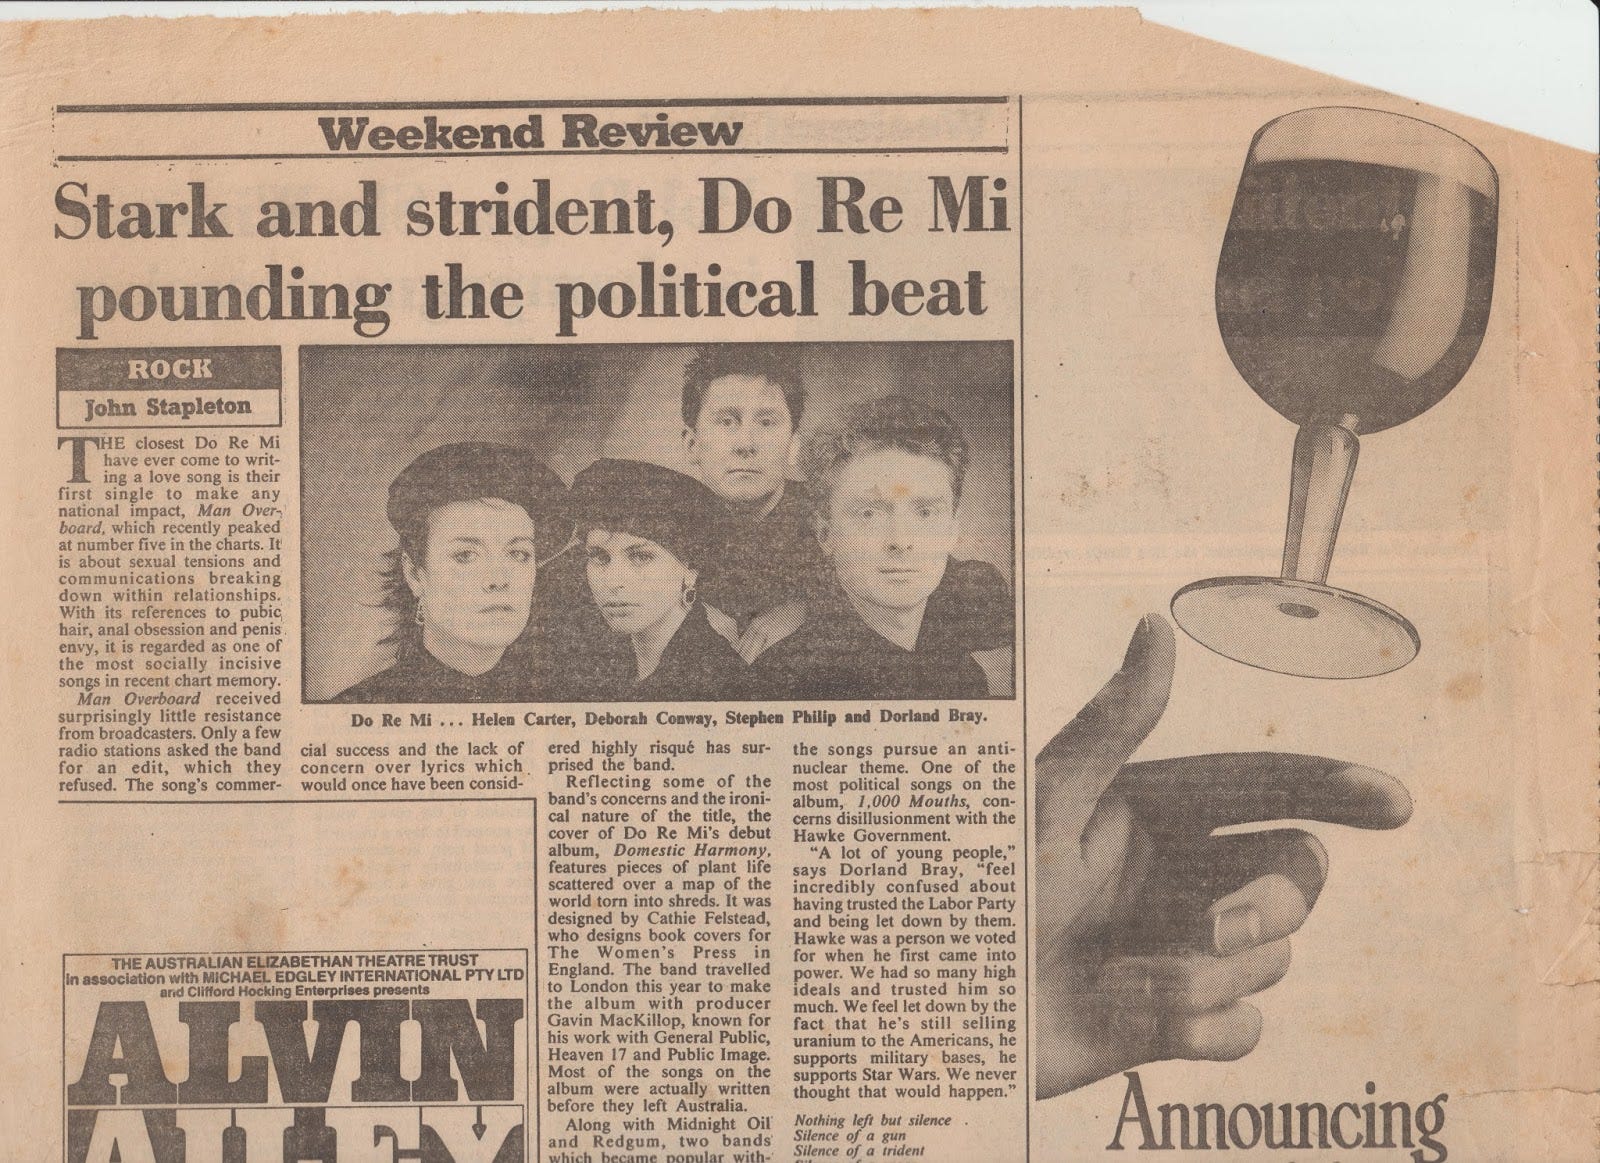 Weekend Review
Stark and strident, Do Re Mi
pounding the political beat
ROCK
John Stapleton
THE closest Do Re Mi
have ever come to writ-
ing a love song is their
first single to make any
national impact, Man Over-
board, which recently peaked
at number five in the charts. It
is about sexual tensions and
communications breaking
down within relationships.
With its references to pubic
hair, anal obsession and penis
envy, it is regarded as one of
the most socially incisive
songs in recent chart memory.
Man Overboard received
surprisingly little resistance
from broadcasters. Only a few
radio stations asked the band
for an edit, which they
refused. The song's commer-
Do Re Mi ... Helen Carter, Deborah Conway, Stephen Philip and Dorland Bray.
cial success and the lack of
concern over lyrics which
would once have been consid-
ered highly risqué has sur-
prised the band.
Reflecting some of the
band's concerns and the ironi-
cal nature of the title, the
cover of Do Re Mi's debut
album, Domestic Harmony,
features pieces of plant life
scattered over a map of the
world torn into shreds. It was
designed by Cathie Felstead,
who designs book covers for
The Women's Press in
England. The band travelled
to London this year to make
the album with producer
Gavin MacKillop, known for
his work with General Public,
Heaven 17 and Public Image.
Most of the songs on the
album were actually written
before they left Australia.
Along with Midnight Oil
and Redgum, two bands
which became popular with-
the songs pursue an anti-
nuclear theme. One of the
most political songs on the
album, 1,000 Mouths, con-
cerns disillusionment with the
Hawke Government.
"A lot of young people,"
says Dorland Bray, "feel
incredibly confused about
having trusted the Labor Party
and being let down by them.
Hawke was a person we voted
for when he first came into
power. We had so many high
ideals and trusted him so
much. We feel let down by the
fact that he's still selling
uranium to the Americans, he
supports military bases, he
supports Star Wars. We never
thought that would happen."
Nothing left but silence
Silence of a gun
Silence of a trident
THE AUSTRALIAN ELIZABETHAN THEATRE TRUST
in association with MICHAEL EDGLEY INTERNATIONAL PTY LTD
and Clifford Hocking Enterprises presents
ALVIN
AILEY
Announcing